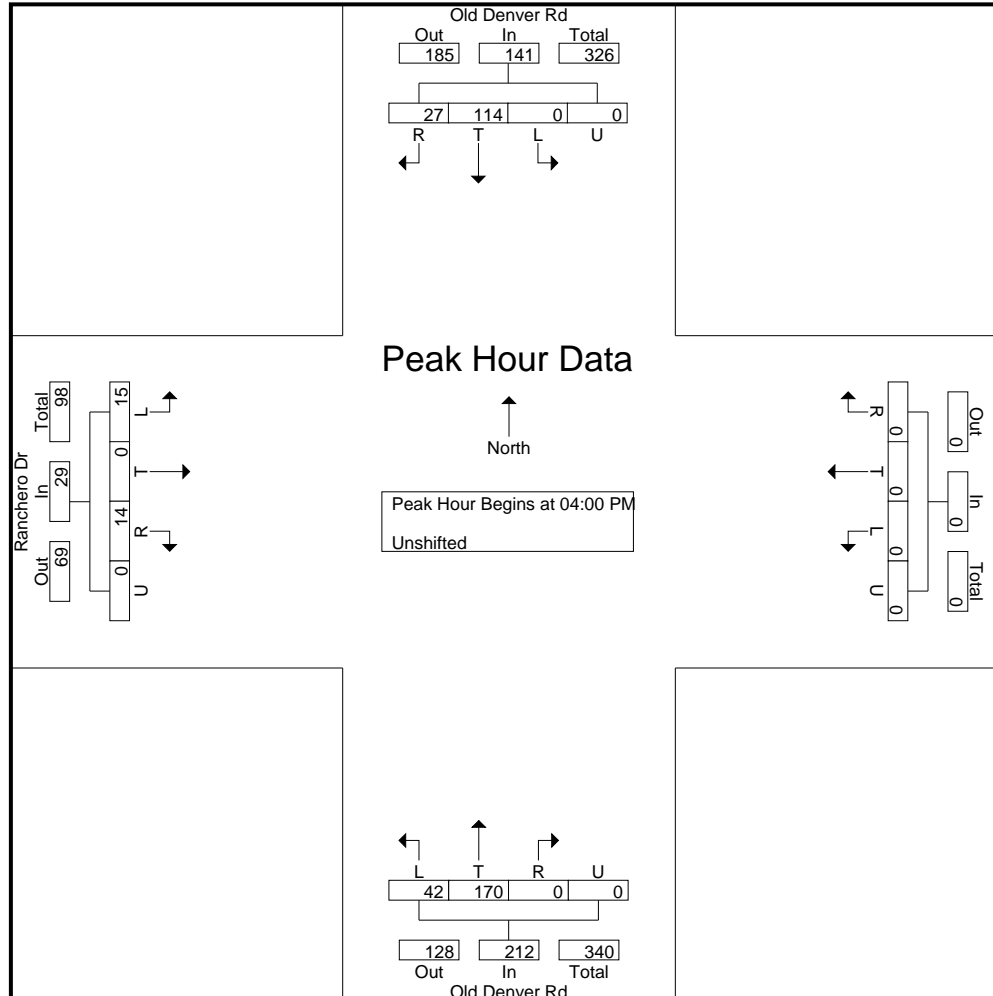 Old Denver Rd
Out In Total
185 141 326
27 114 0 0
R T L U
Peak Hour Data
North
Peak Hour Begins at 04:00 PM
Unshifted
Ranchero Dr
Total In Out
98 29 69
15 0 14 0
L T R U
Out In Total
0 0 0
0 0 0 0
R T L U
L T R U
42 170 0 0
128 212 340
Out In Total
Old Denver Rd